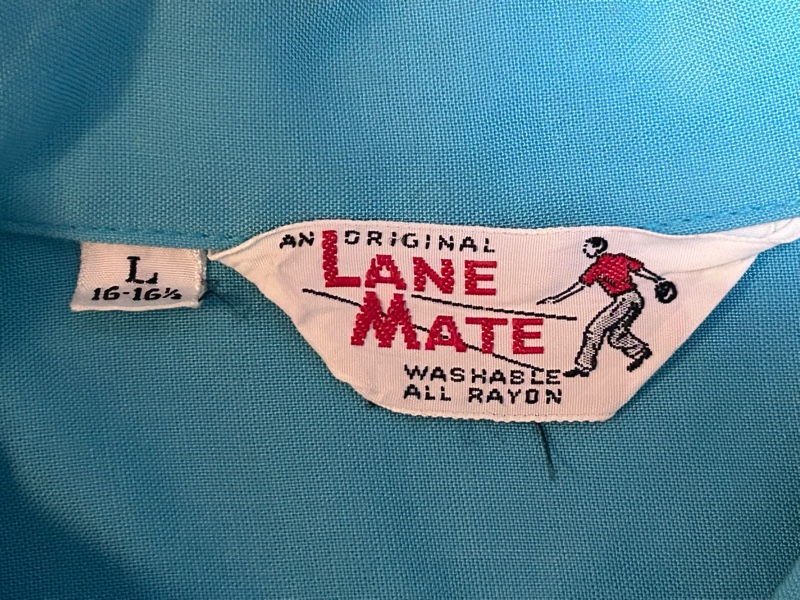 L
16-16½
AN ORIGINAL
LANE
MATE
WASHABLE
ALL RAYON